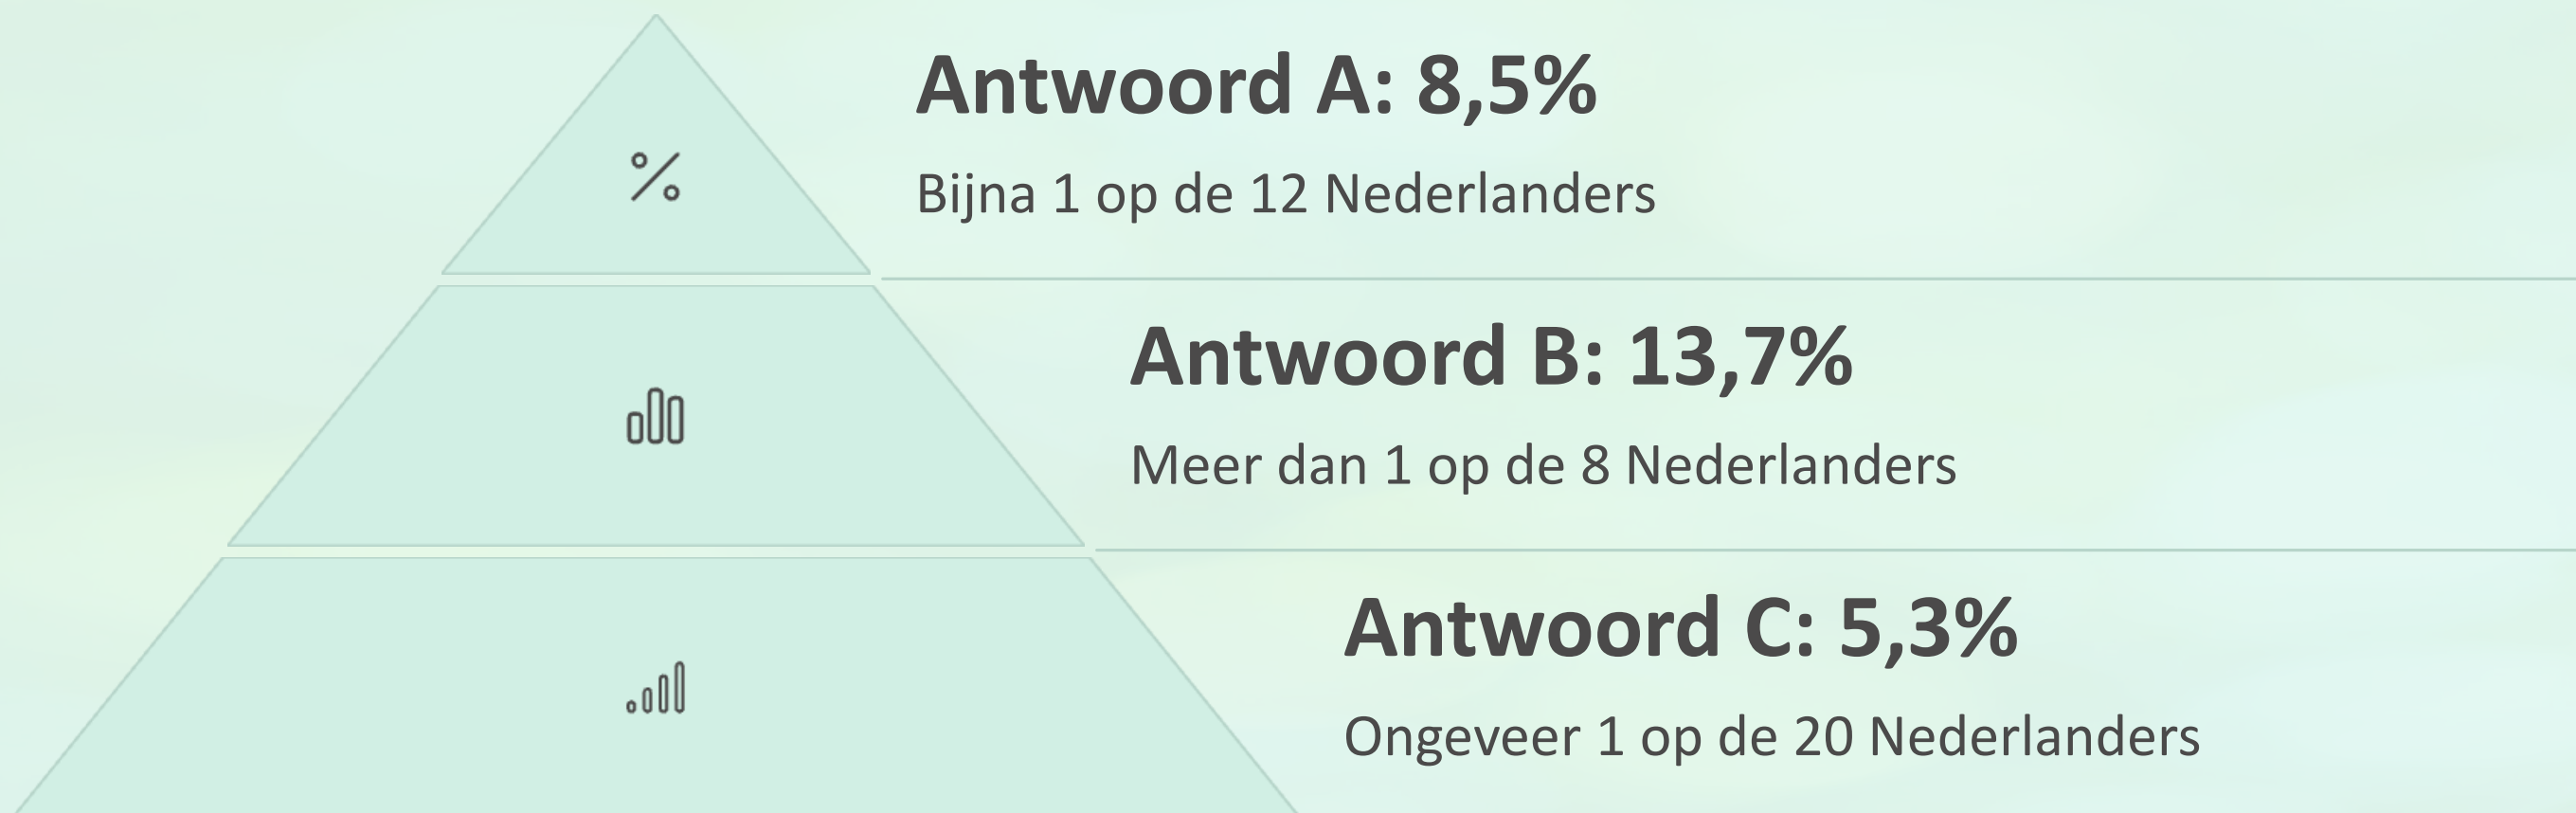 Antwoord A: 8,5%
Bijna 1 op de 12 Nederlanders
Antwoord B: 13,7%
Meer dan 1 op de 8 Nederlanders
Antwoord C: 5,3%
Ongeveer 1 op de 20 Nederlanders